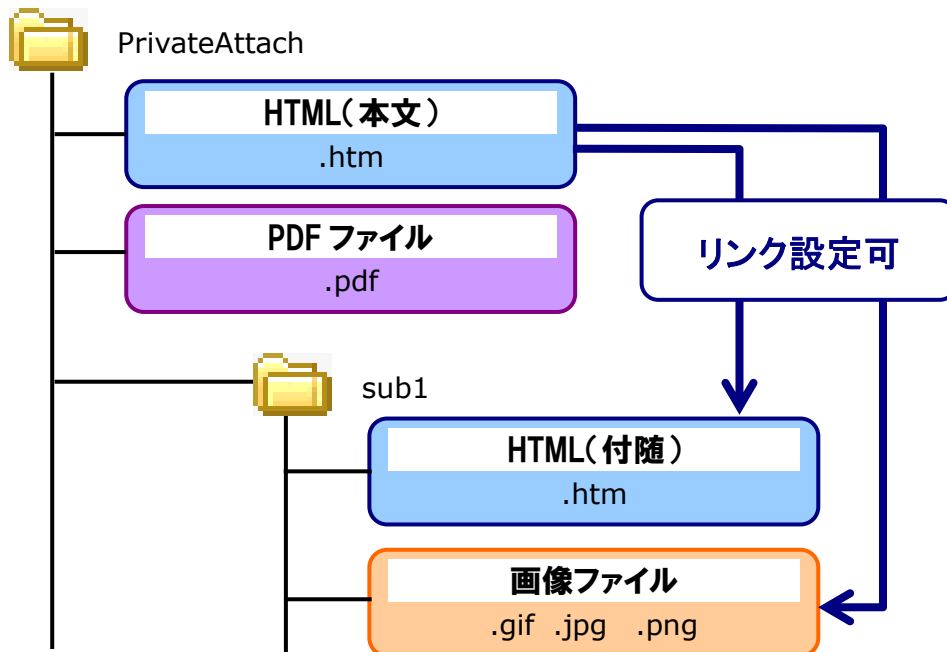 PrivateAttach
HTML(本文)
.htm
PDF ファイル
.pdf
リンク設定可
sub1
HTML(付随)
.htm
画像ファイル
.gif .jpg .png